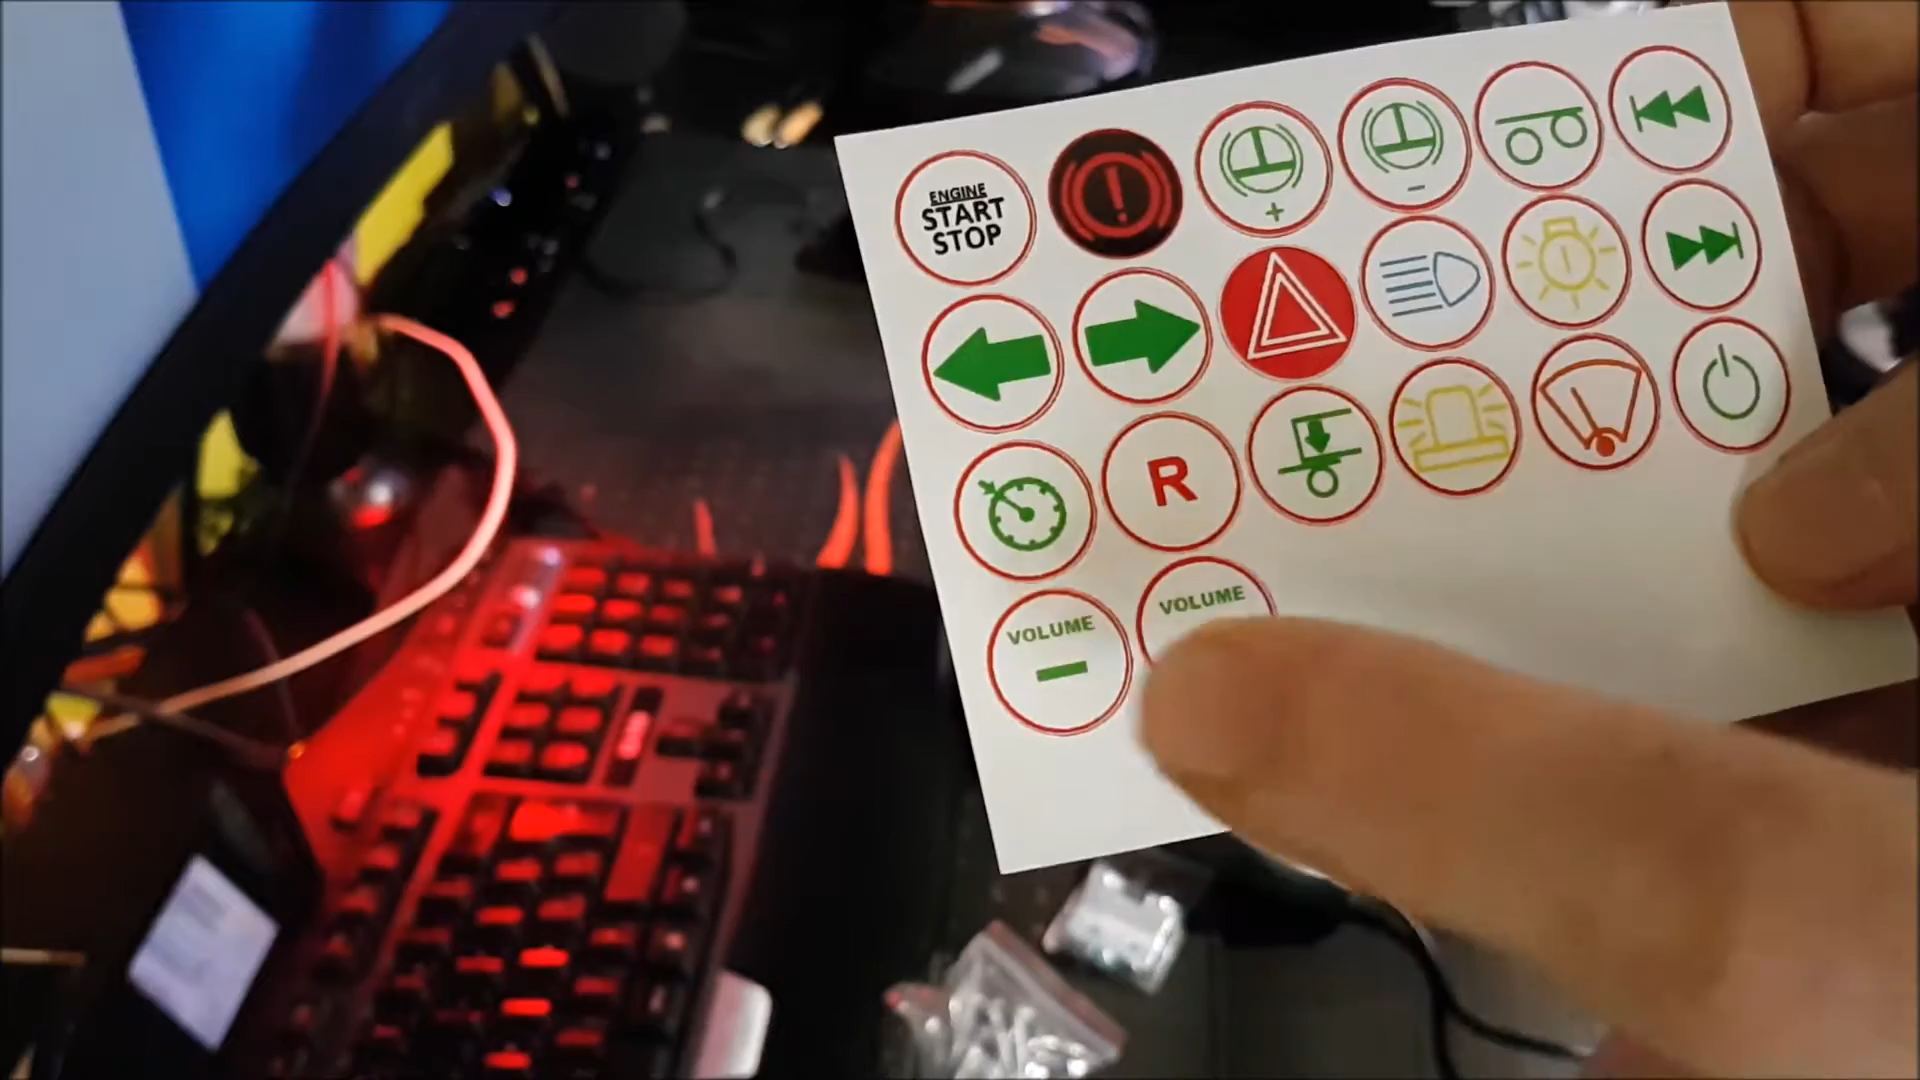 ENGINE
START
STOP
+
-
R
VOLUME
VOLUME